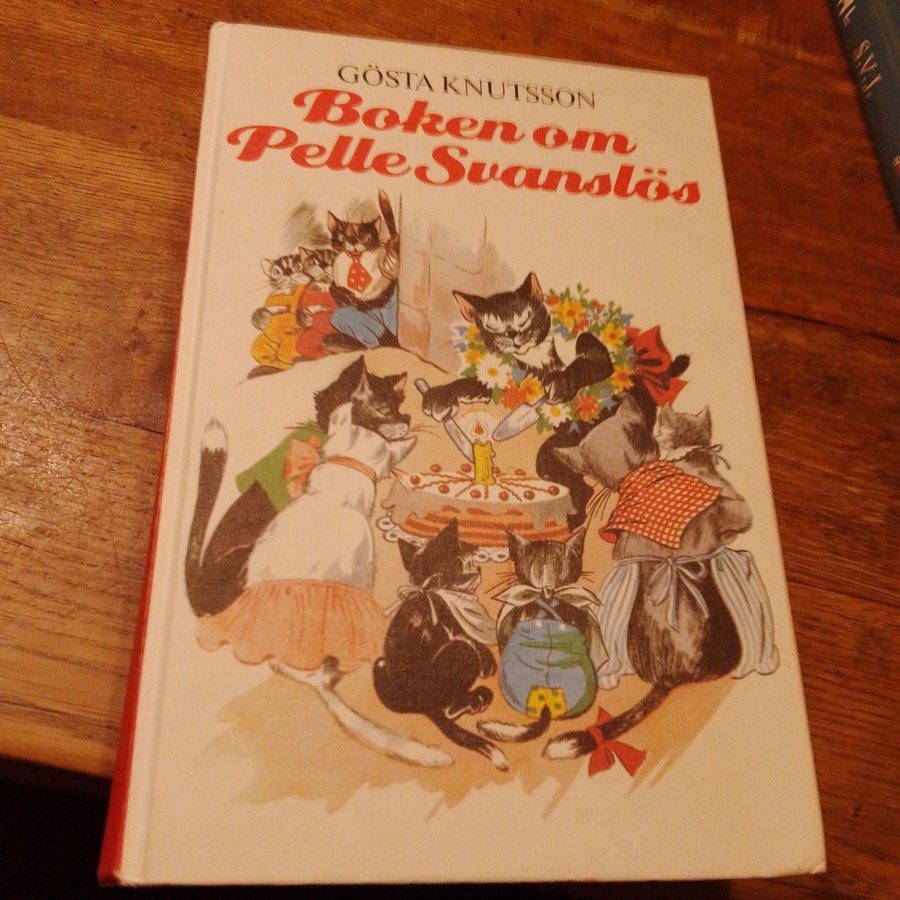 GÖSTA KNUTSSON
Boken om
Pelle Svanslös
S.V.I.